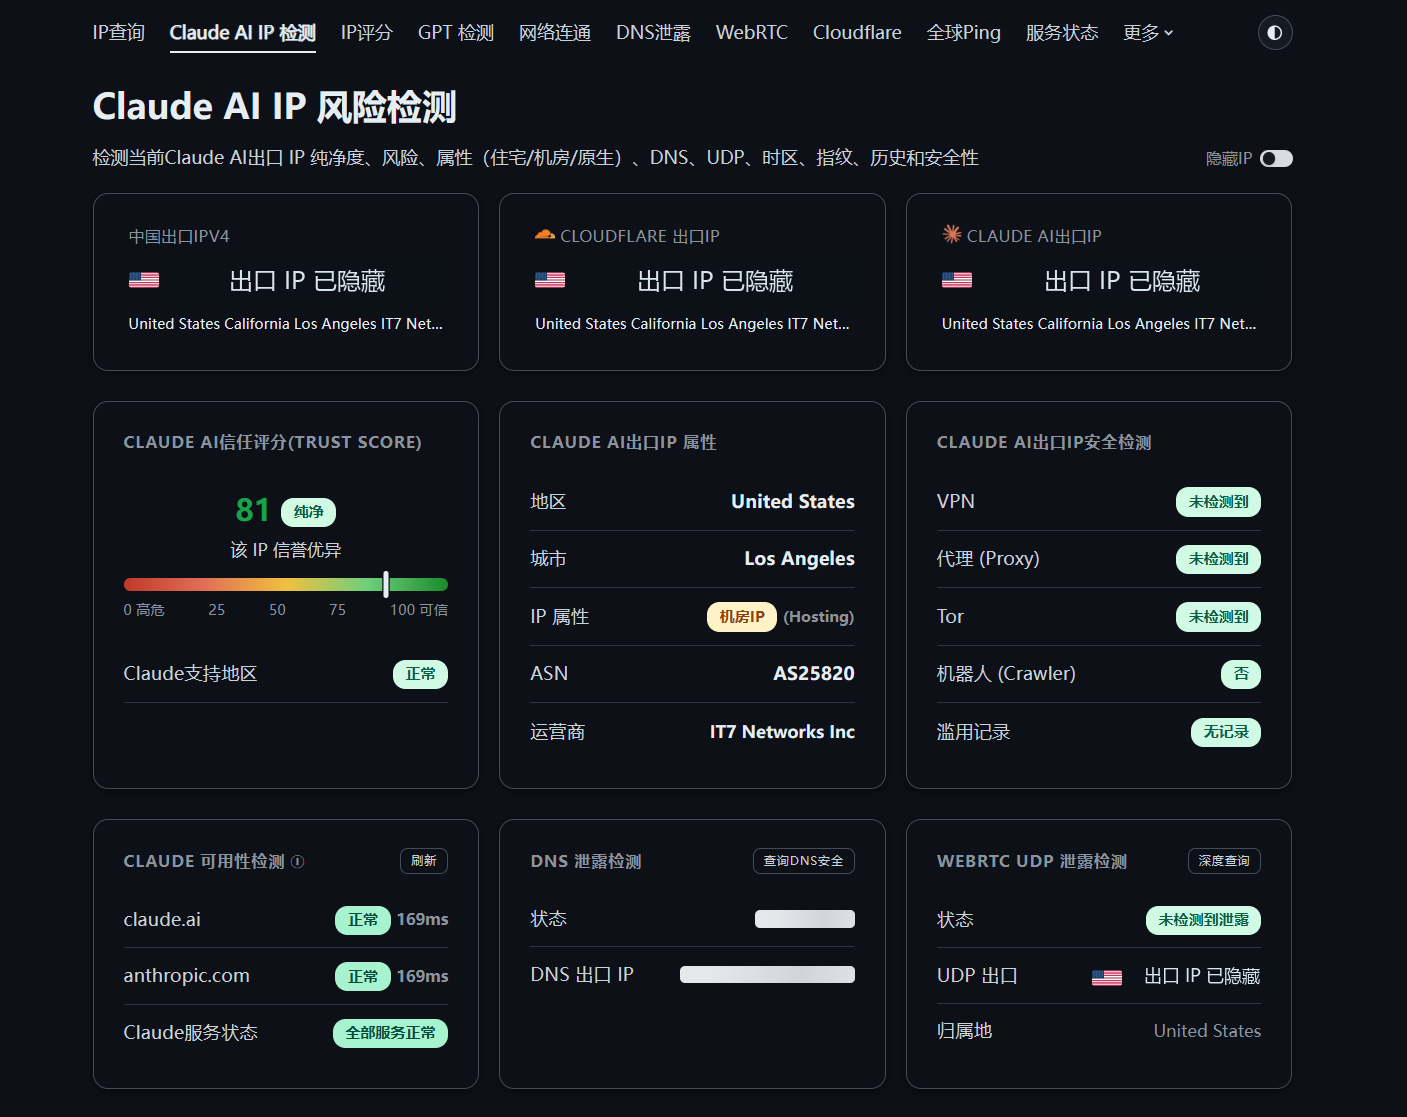 IP查询 Claude AI IP 检测 IP评分 GPT 检测 网络连通 DNS泄露 WebRTC Cloudflare 全球Ping 服务状态 更多
Claude AI IP 风险检测
检测当前Claude AI出口 IP 纯净度、风险、属性（住宅/机房/原生）、DNS、UDP、时区、指纹、历史和安全性
隐藏IP
中国出口IPV4
出口 IP 已隐藏
United States California Los Angeles IT7 Net...
CLOUDFLARE 出口IP
出口 IP 已隐藏
United States California Los Angeles IT7 Net...
CLAUDE AI出口IP
出口 IP 已隐藏
United States California Los Angeles IT7 Net...
CLAUDE AI信任评分(TRUST SCORE)
81 纯净
该 IP 信誉优异
0 高危 25 50 75 100 可信
Claude支持地区 正常
CLAUDE AI出口IP 属性
地区 United States
城市 Los Angeles
IP 属性 机房IP (Hosting)
ASN AS25820
运营商 IT7 Networks Inc
CLAUDE AI出口IP安全检测
VPN 未检测到
代理 (Proxy) 未检测到
Tor 未检测到
机器人 (Crawler) 否
滥用记录 无记录
CLAUDE 可用性检测 刷新
claude.ai 正常 169ms
anthropic.com 正常 169ms
Claude服务状态 全部服务正常
DNS 泄露检测 查询DNS安全
状态
DNS 出口 IP
WEBRTC UDP 泄露检测 深度查询
状态 未检测到泄露
UDP 出口 出口 IP 已隐藏
归属地 United States